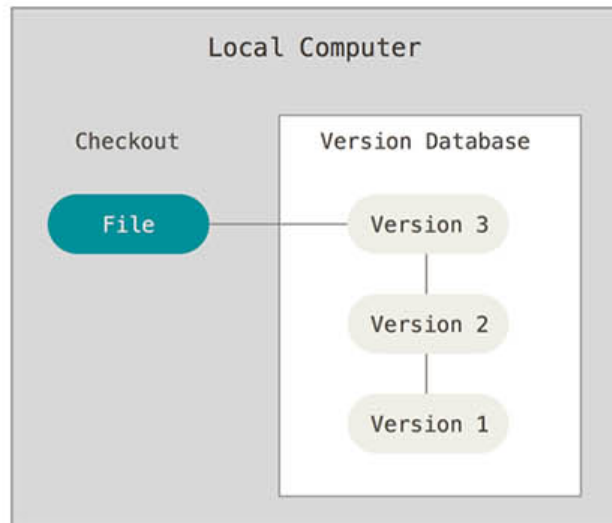 Local Computer
Checkout
Version Database
File
Version 3
Version 2
Version 1